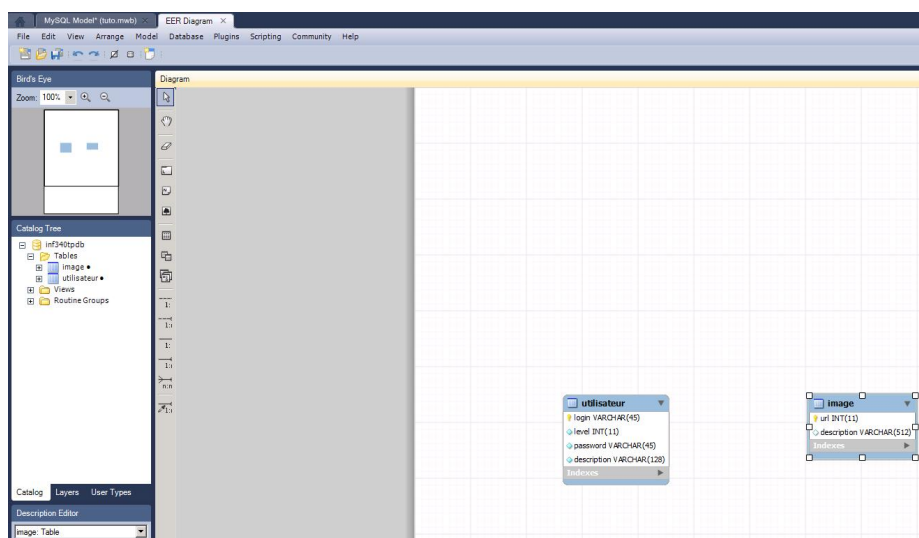 MySQL Model* (tuto.mwb) × EER Diagram ×
File Edit View Arrange Model Database Plugins Scripting Community Help
Bird's Eye
Zoom: 100%
Diagram
Catalog Tree
inf340tpdb
Tables
image •
utilisateur •
Views
Routine Groups
1:
1:
n:n
utilisateur
login VARCHAR(45)
level INT(11)
password VARCHAR(45)
description VARCHAR(128)
Indexes
image
url INT(11)
description VARCHAR(512)
Indexes
Catalog Layers User Types
Description Editor
image: Table